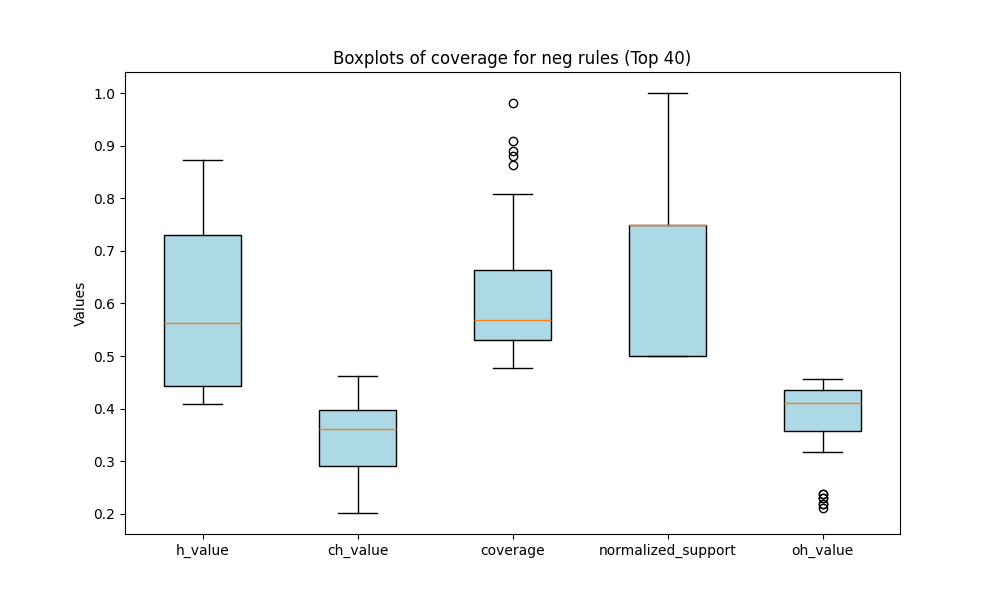 Boxplots of coverage for neg rules (Top 40)
1.0
0.9
0.8
0.7
0.6
0.5
0.4
0.3
0.2
Values
h_value
ch_value
coverage
normalized_support
oh_value